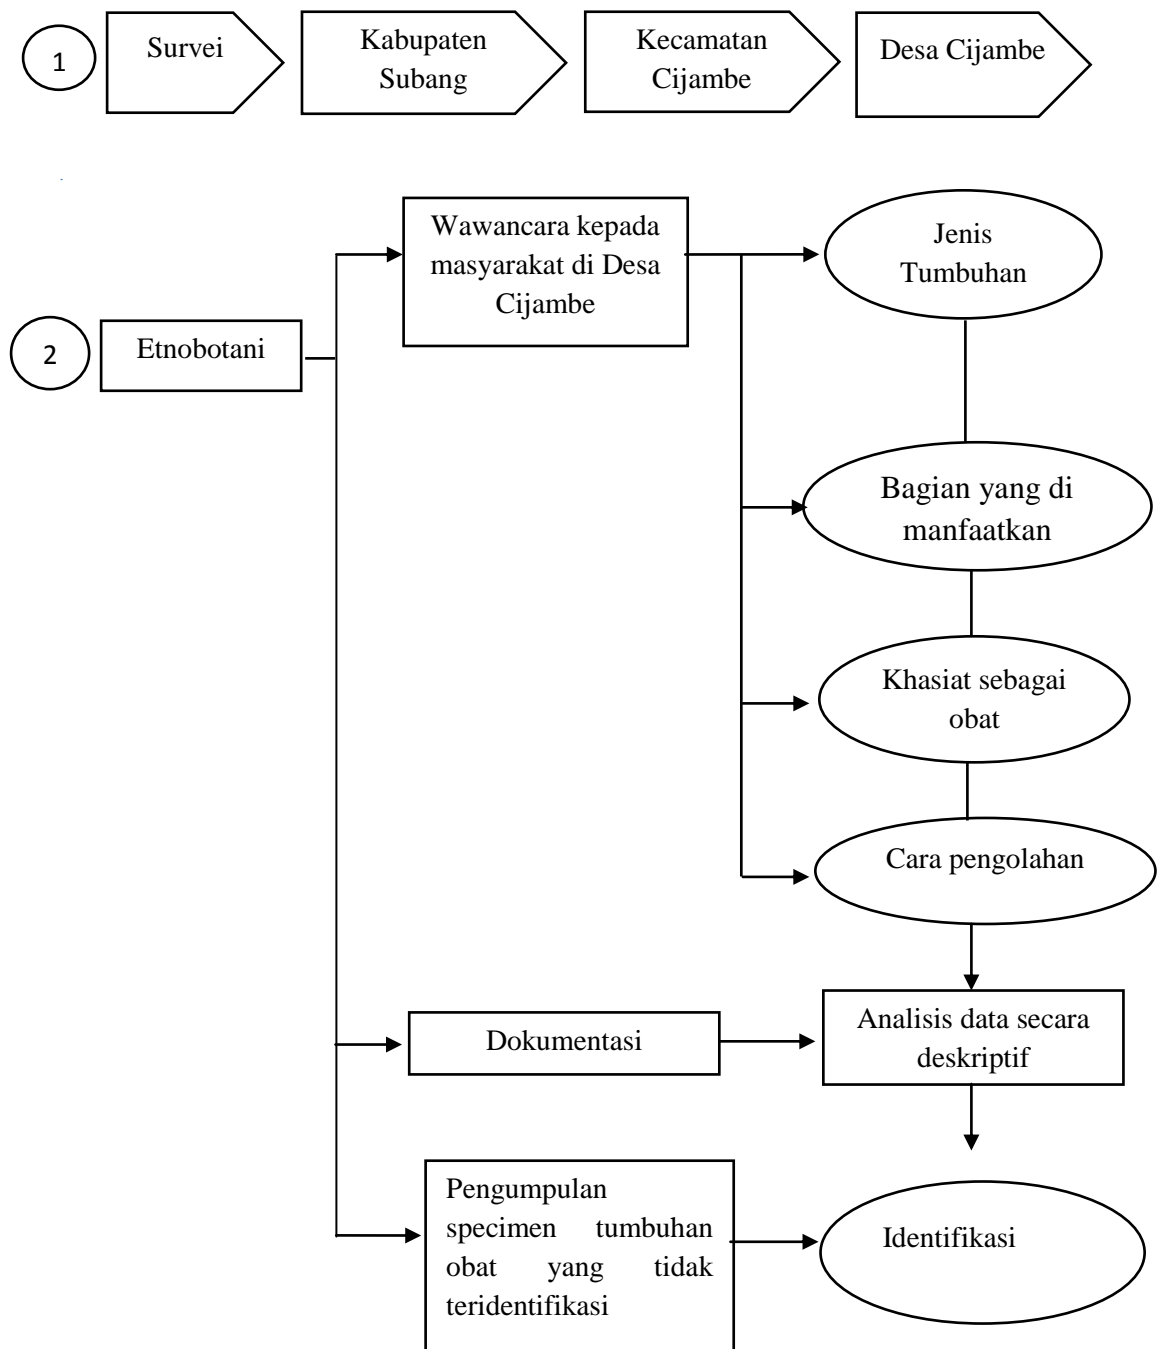 1
Survei
Kabupaten
Subang
Kecamatan
Cijambe
Desa Cijambe
Wawancara kepada
masyarakat di Desa
Cijambe
Jenis
Tumbuhan
2
Etnobotani
Bagian yang di
manfaatkan
Khasiat sebagai
obat
Cara pengolahan
Dokumentasi
Analisis data secara
deskriptif
Pengumpulan
specimen tumbuhan
obat yang tidak
teridentifikasi
Identifikasi